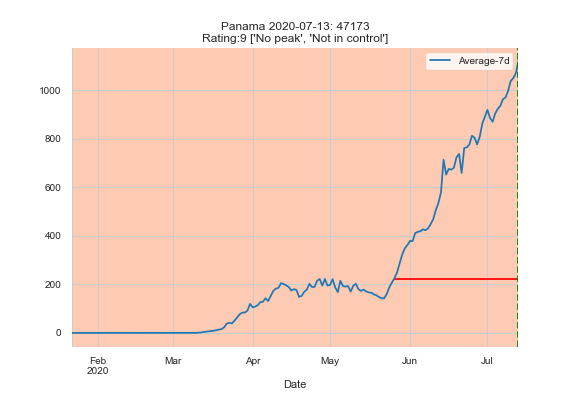 Panama 2020-07-13: 47173
Rating:9 ['No peak', 'Not in control']
Average-7d
1000
800
600
400
200
0
Feb
2020
Mar
Apr
May
Jun
Jul
Date